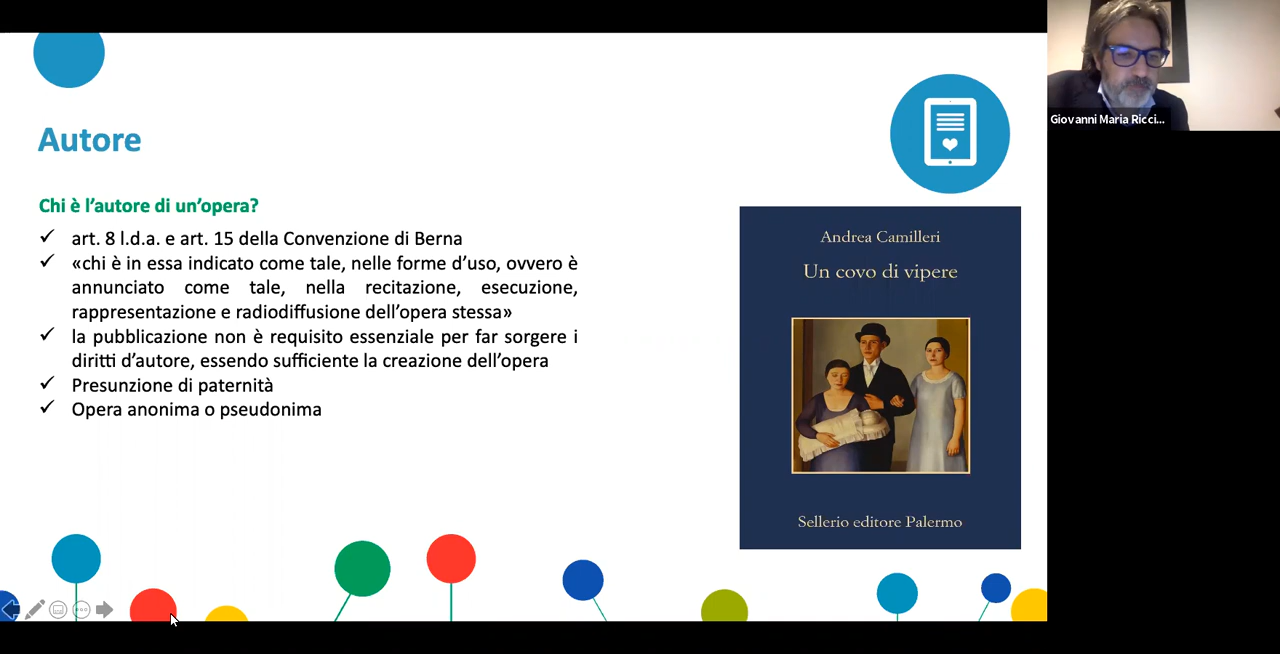 Autore
Chi è l’autore di un’opera?
✓ art. 8 l.d.a. e art. 15 della Convenzione di Berna
✓ «chi è in essa indicato come tale, nelle forme d’uso, ovvero è
annunciato come tale, nella recitazione, esecuzione,
rappresentazione e radiodiffusione dell’opera stessa»
✓ la pubblicazione non è requisito essenziale per far sorgere i
diritti d’autore, essendo sufficiente la creazione dell’opera
✓ Presunzione di paternità
✓ Opera anonima o pseudonima
Andrea Camilleri
Un covo di vipere
Sellerio editore Palermo
Giovanni Maria Ricci...